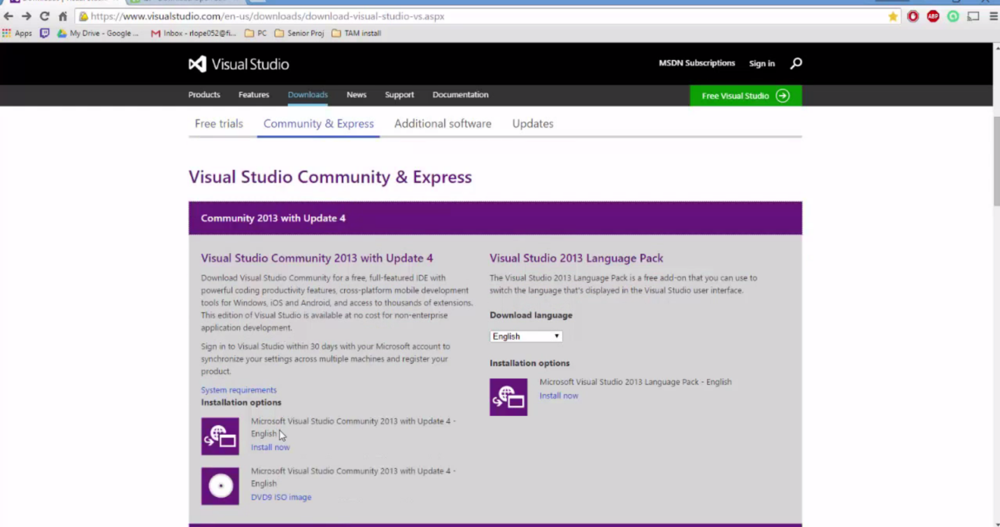 https://www.visualstudio.com/en-us/downloads/download-visual-studio-vs.aspx
ABP
Apps My Drive - Google ... Inbox - rlope052@fi... PC Senior Proj TAM install
Visual Studio
MSDN Subscriptions Sign in
Products Features Downloads News Support Documentation Free Visual Studio
Free trials Community & Express Additional software Updates
Visual Studio Community & Express
Community 2013 with Update 4
Visual Studio Community 2013 with Update 4
Download Visual Studio Community for a free, full-featured IDE with
powerful coding productivity features, cross-platform mobile development
tools for Windows, iOS and Android, and access to thousands of extensions.
This edition of Visual Studio is available at no cost for non-enterprise
application development.
Sign in to Visual Studio within 30 days with your Microsoft account to
synchronize your settings across multiple machines and register your
product.
System requirements
Installation options
Microsoft Visual Studio Community 2013 with Update 4 -
English
Install now
Microsoft Visual Studio Community 2013 with Update 4 -
English
DVD9 ISO image
Visual Studio 2013 Language Pack
The Visual Studio 2013 Language Pack is a free add-on that you can use to
switch the language that's displayed in the Visual Studio user interface.
Download language
English
Installation options
Microsoft Visual Studio 2013 Language Pack - English
Install now